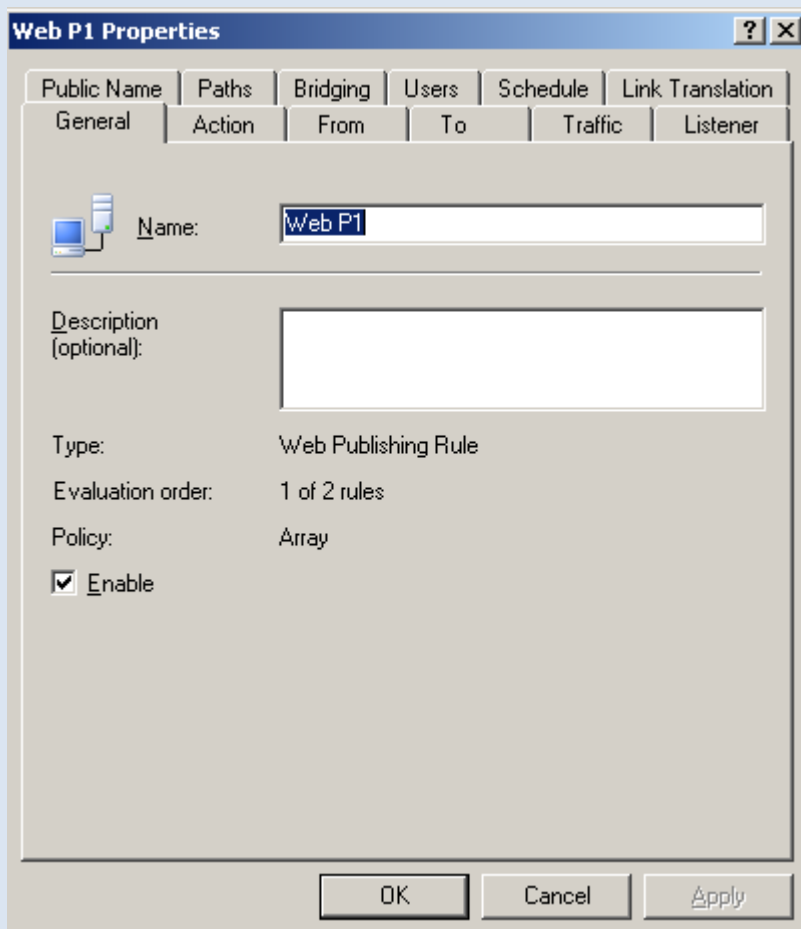 Web P1 Properties
Public Name Paths Bridging Users Schedule Link Translation
General Action From To Traffic Listener
Name: Web P1
Description
(optional):
Type: Web Publishing Rule
Evaluation order: 1 of 2 rules
Policy: Array
Enable
OK Cancel Apply